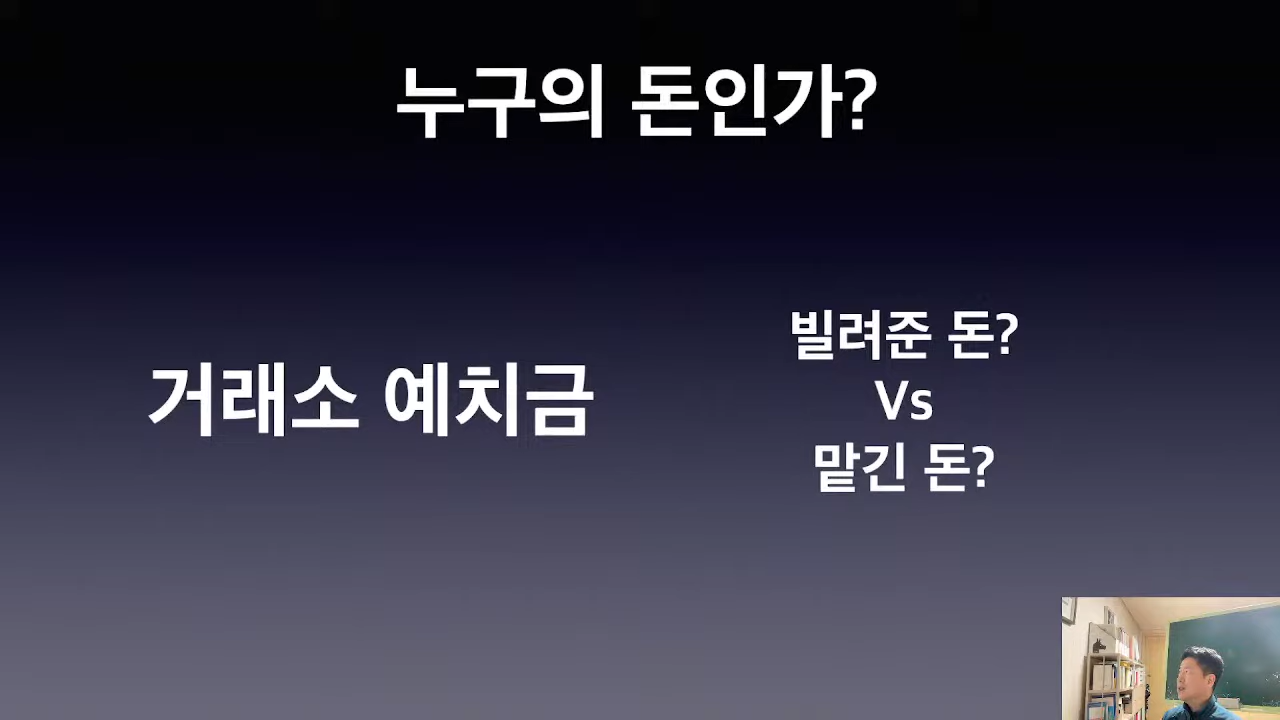 누구의 돈인가?
거래소 예치금
빌려준 돈?
Vs
맡긴 돈?